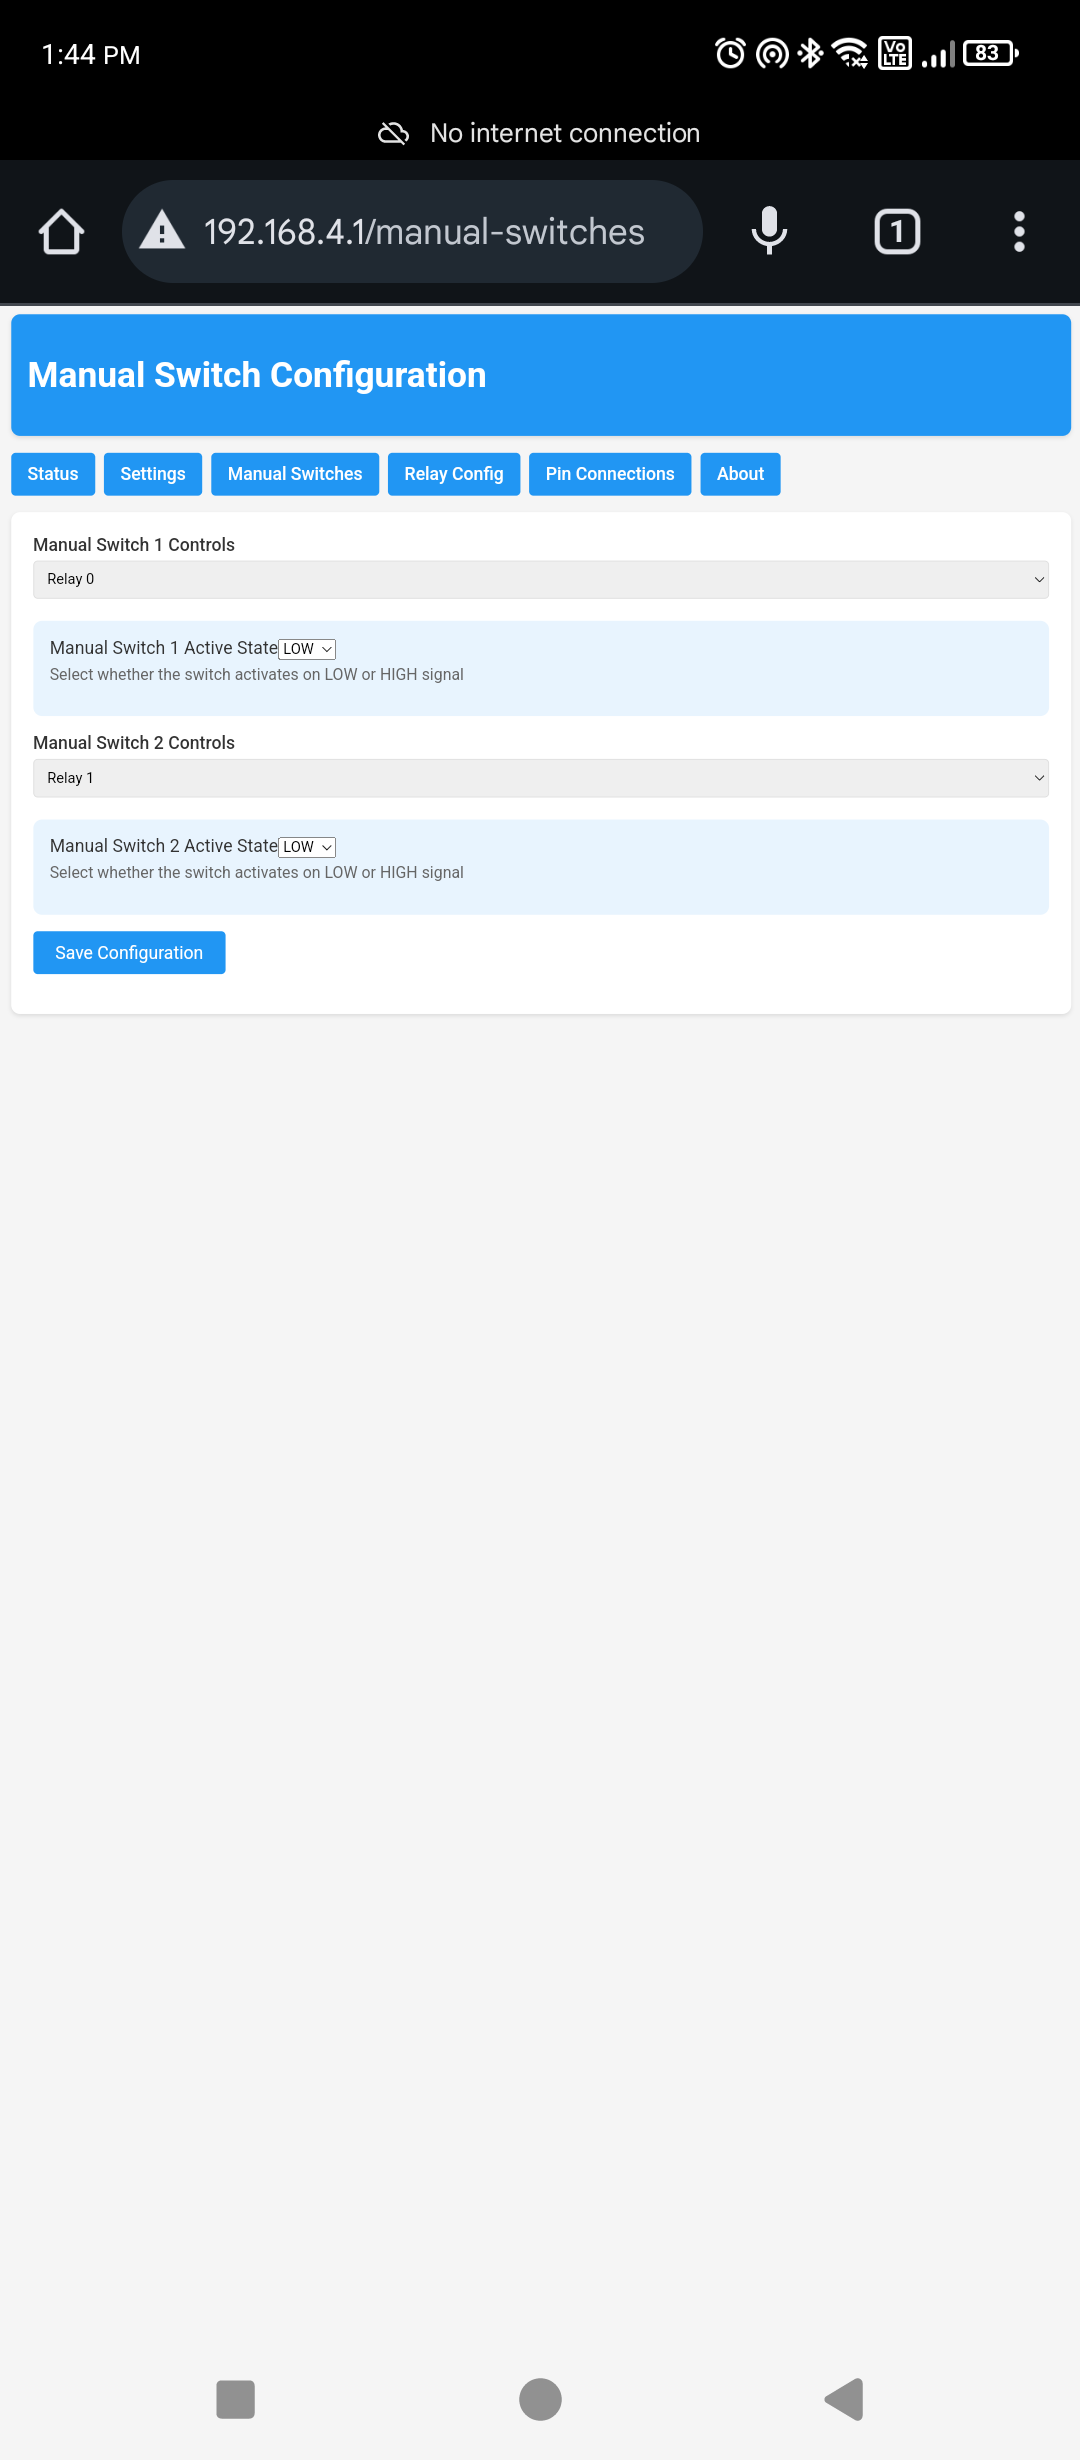 1:44 PM
Vo LTE
83
No internet connection
192.168.4.1/manual-switches
1
Manual Switch Configuration
Status Settings Manual Switches Relay Config Pin Connections About
Manual Switch 1 Controls
Relay 0
Manual Switch 1 Active State LOW
Select whether the switch activates on LOW or HIGH signal
Manual Switch 2 Controls
Relay 1
Manual Switch 2 Active State LOW
Select whether the switch activates on LOW or HIGH signal
Save Configuration